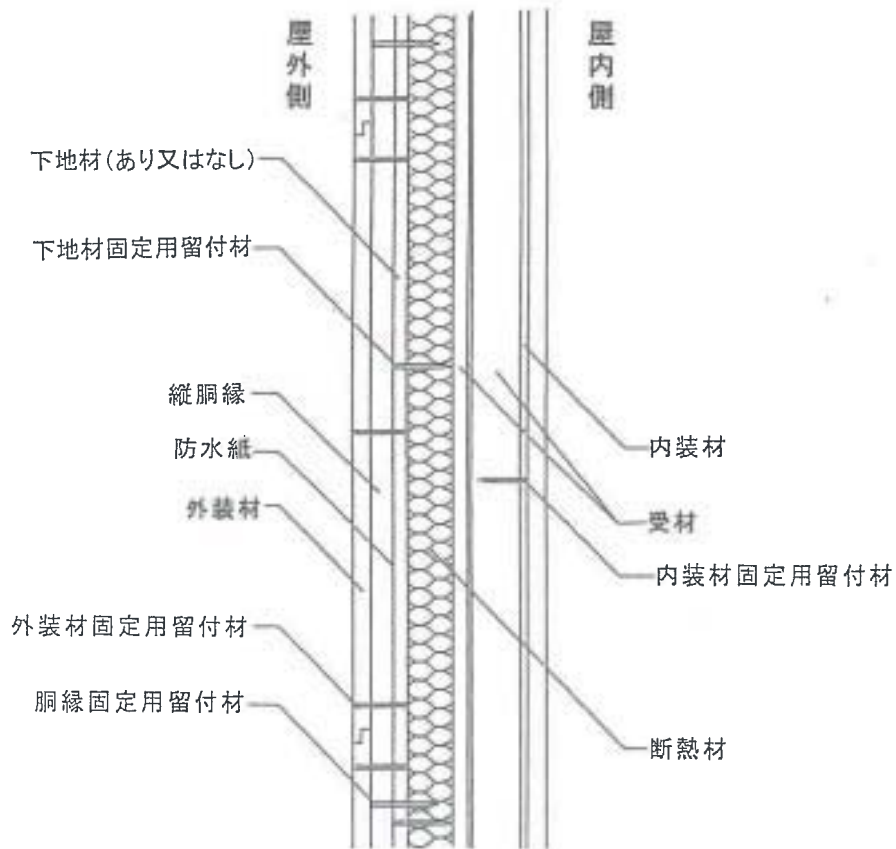 屋外側
屋内側
下地材(あり又はなし)
下地材固定用留付材
縦胴縁
防水紙
外装材
外装材固定用留付材
胴縁固定用留付材
内装材
受材
内装材固定用留付材
断熱材